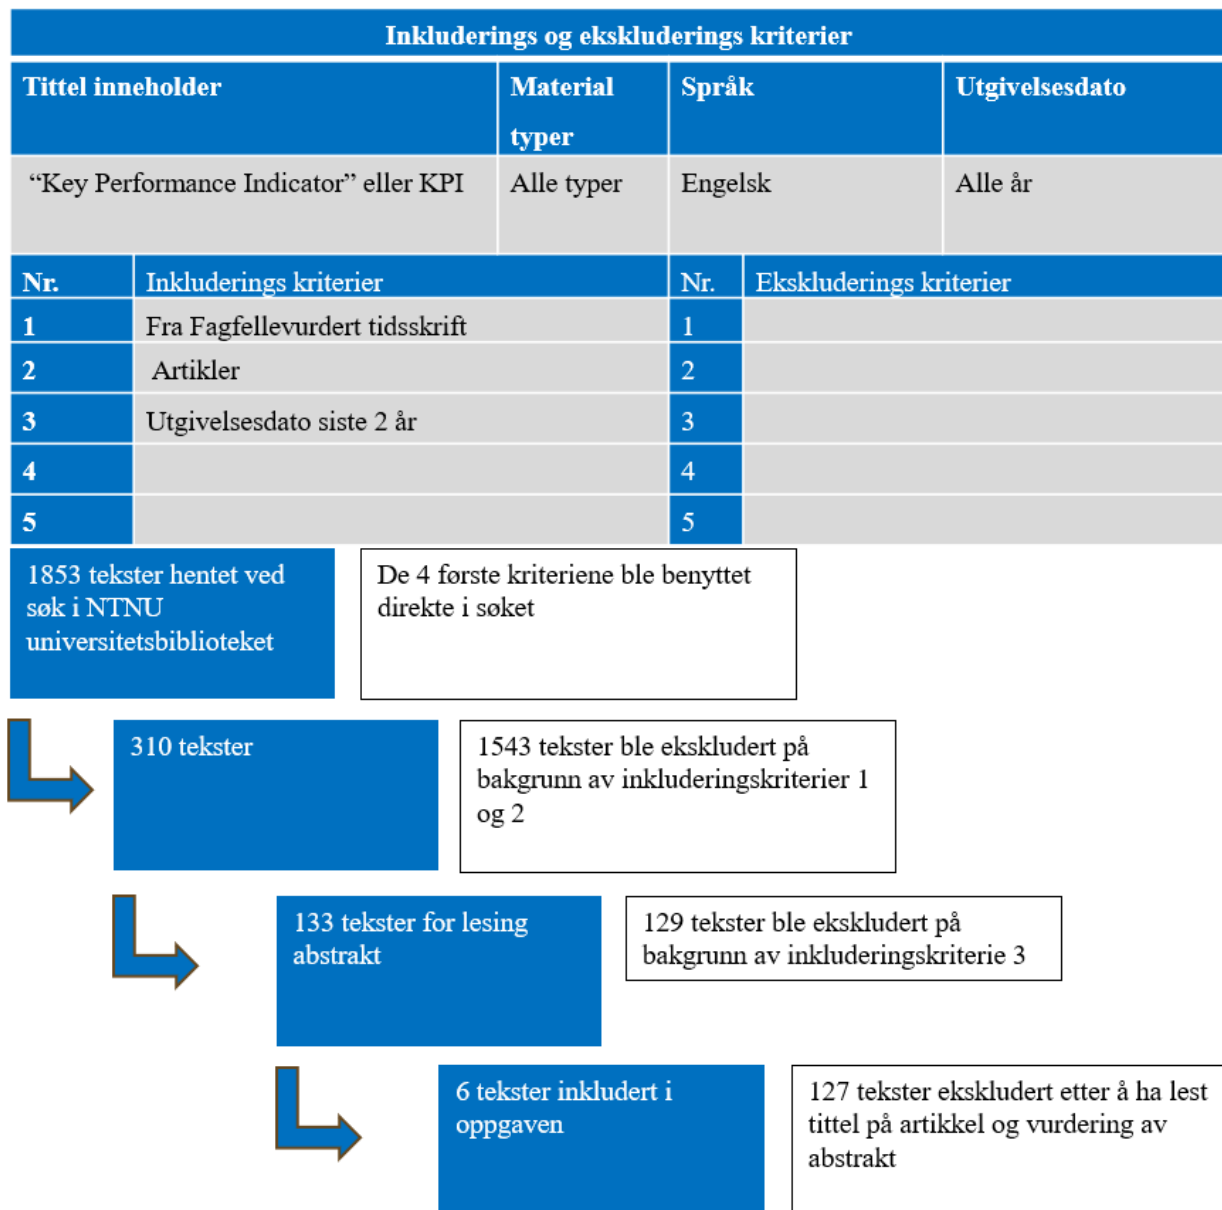 Inkluderings og ekskluderings kriterier
Tittel inneholder
Material
typer
Språk
Utgivelsesdato
“Key Performance Indicator” eller KPI
Alle typer
Engelsk
Alle år
Nr.
Inkluderings kriterier
Nr.
Ekskluderings kriterier
1
Fra Fagfellevurdert tidsskrift
1
2
Artikler
2
3
Utgivelsesdato siste 2 år
3
4
4
5
5
1853 tekster hentet ved
søk i NTNU
universitetsbiblioteket
De 4 første kriteriene ble benyttet
direkte i søket
310 tekster
1543 tekster ble ekskludert på
bakgrunn av inkluderingskriterier 1
og 2
133 tekster for lesing
abstrakt
129 tekster ble ekskludert på
bakgrunn av inkluderingskriterie 3
6 tekster inkludert i
oppgaven
127 tekster ekskludert etter å ha lest
tittel på artikkel og vurdering av
abstrakt